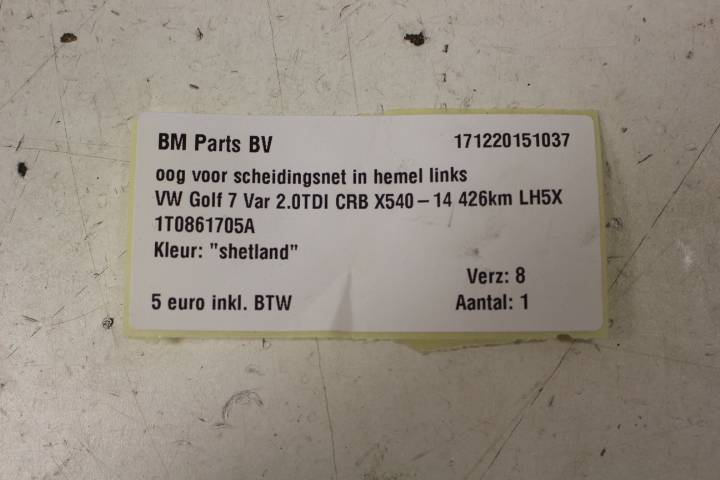 BM Parts BV 171220151037
oog voor scheidingsnet in hemel links
VW Golf 7 Var 2.0TDI CRB X540 – 14 426km LH5X
1T0861705A
Kleur: "shetland"
Verz: 8
5 euro inkl. BTW Aantal: 1